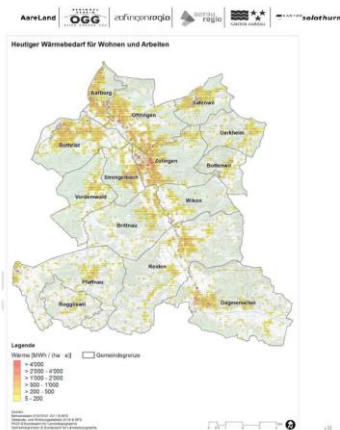 AareLand
OGG
zofingenregio
aarau
regio
KANTON AARGAU
KANTON solothurn
Heutiger Wärmebedarf für Wohnen und Arbeiten
Aarburg
Oftringen
Safenwil
Uerkheim
Rothrist
Zofingen
Bottenwil
Strengelbach
Vordemwald
Wikon
Brittnau
Reiden
Pfaffnau
Roggliswil
Dagmersellen
Legende
Wärme [MWh / (ha · a)]
Gemeindegrenze
> 4'000
> 2'000 - 4'000
> 1'000 - 2'000
> 500 - 1'000
> 200 - 500
5 - 200